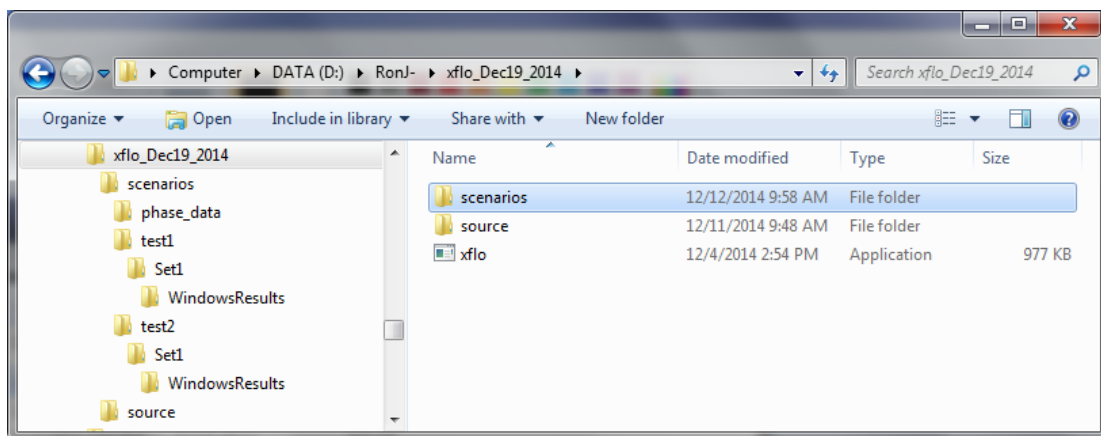 Computer DATA (D:) RonJ- xflo_Dec19_2014 Search xflo_Dec19_2014
Organize Open Include in library Share with New folder
xflo_Dec19_2014
scenarios
phase_data
test1
Set1
WindowsResults
test2
Set1
WindowsResults
source
Name Date modified Type Size
scenarios 12/12/2014 9:58 AM File folder
source 12/11/2014 9:48 AM File folder
xflo 12/4/2014 2:54 PM Application 977 KB